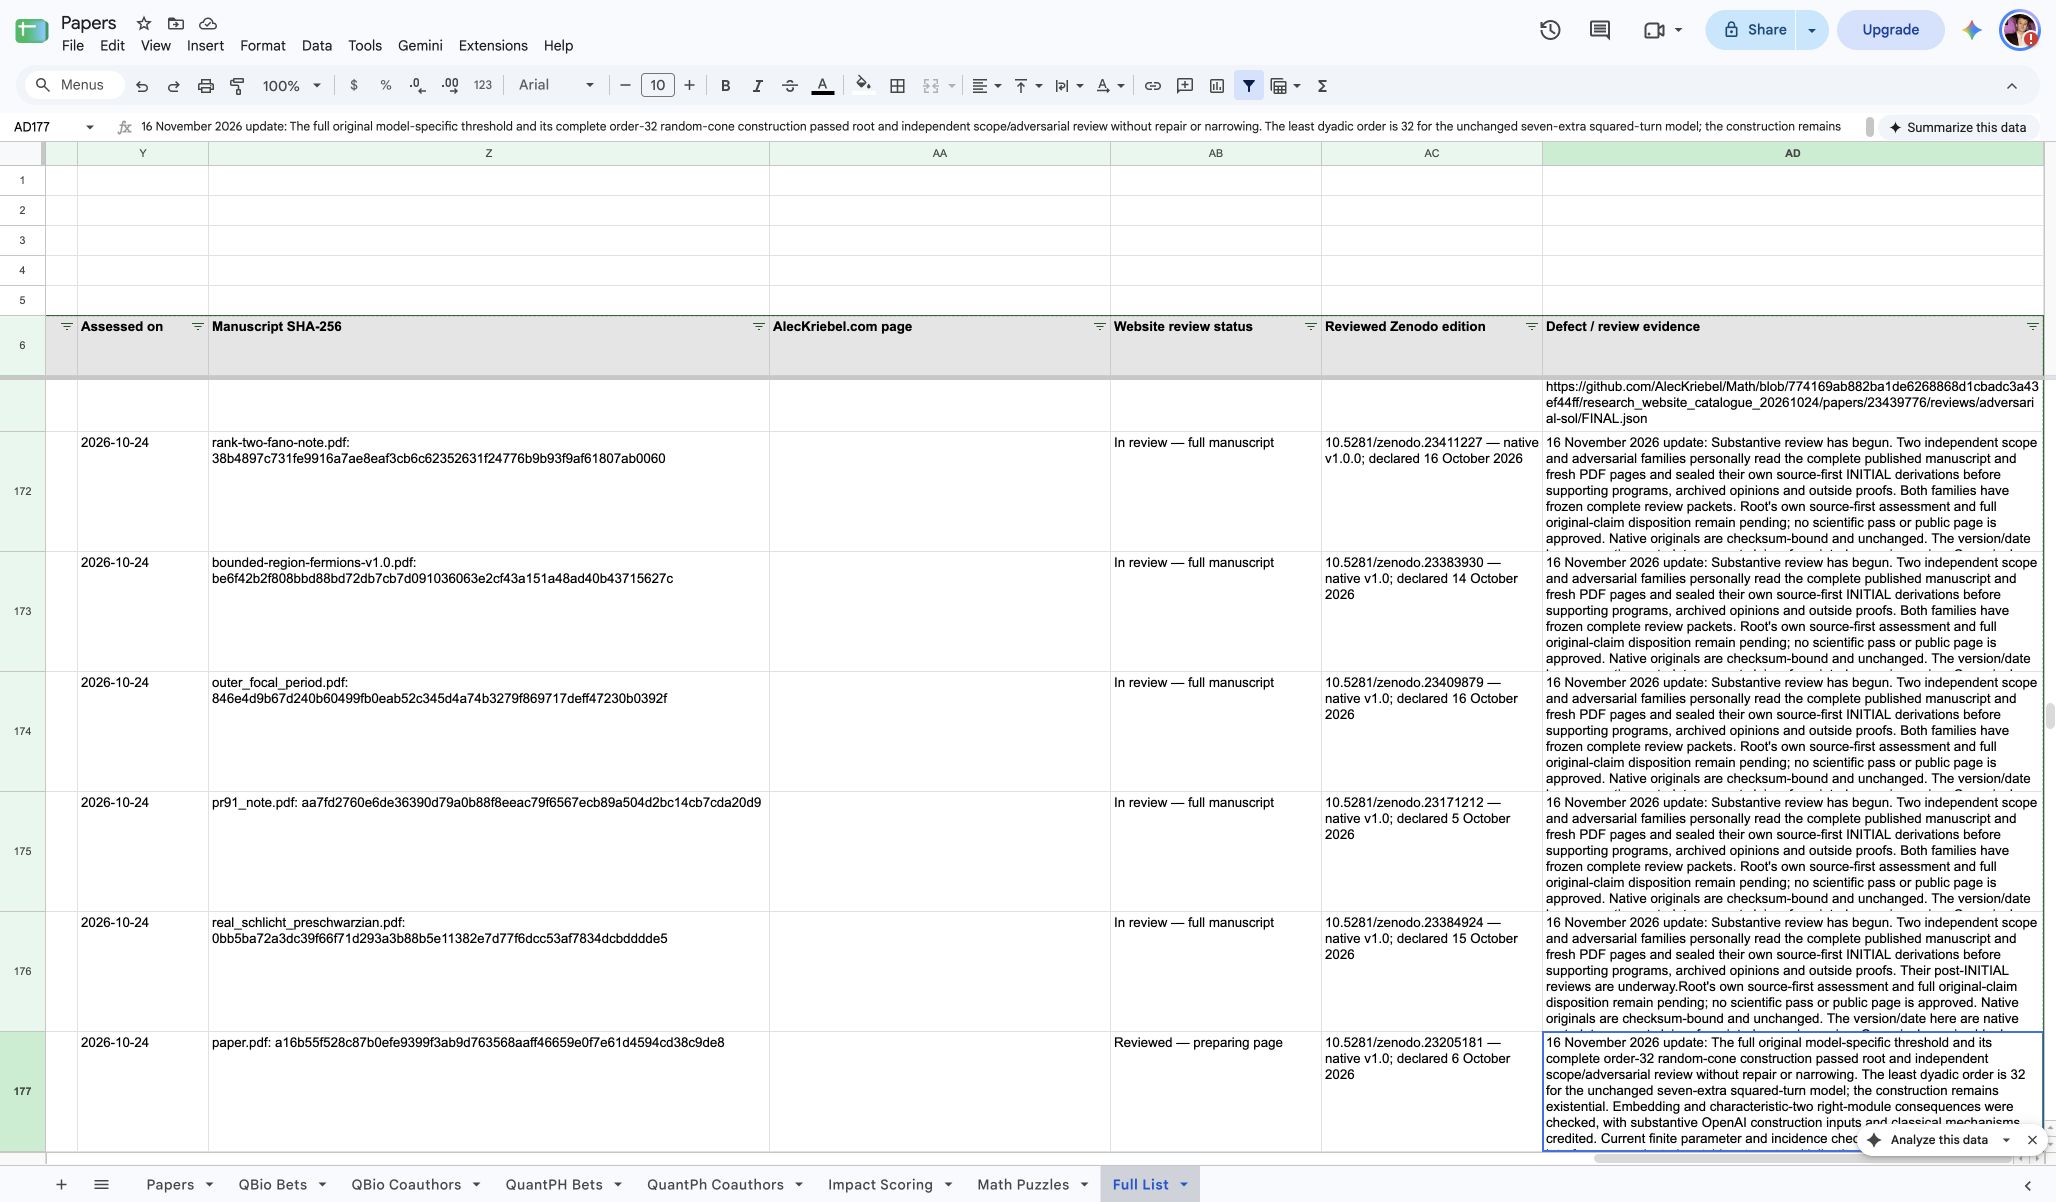 Papers
File Edit View Insert Format Data Tools Gemini Extensions Help
Share
Upgrade
Menus
100%
$ % .0 .00 123
Arial
10
B I
AD177
fx 16 November 2026 update: The full original model-specific threshold and its complete order-32 random-cone construction passed root and independent scope/adversarial review without repair or narrowing. The least dyadic order is 32 for the unchanged seven-extra squared-turn model; the construction remains
Summarize this data
Y Z AA AB AC AD
1
2
3
4
5
6
Assessed on
Manuscript SHA-256
AlecKriebel.com page
Website review status
Reviewed Zenodo edition
Defect / review evidence
https://github.com/AlecKriebel/Math/blob/774169ab882ba1de6268868d1cbadc3a43
ef44ff/research_website_catalogue_20261024/papers/23439776/reviews/adversari
al-sol/FINAL.json
172
2026-10-24
rank-two-fano-note.pdf:
38b4897c731fe9916a7ae8eaf3cb6c62352631f24776b9b93f9af61807ab0060
In review — full manuscript
10.5281/zenodo.23411227 — native
v1.0.0; declared 16 October 2026
16 November 2026 update: Substantive review has begun. Two independent scope
and adversarial families personally read the complete published manuscript and
fresh PDF pages and sealed their own source-first INITIAL derivations before
supporting programs, archived opinions and outside proofs. Both families have
frozen complete review packets. Root's own source-first assessment and full
original-claim disposition remain pending; no scientific pass or public page is
approved. Native originals are checksum-bound and unchanged. The version/date
173
2026-10-24
bounded-region-fermions-v1.0.pdf:
be6f42b2f808bbd88bd72db7cb7d091036063e2cf43a151a48ad40b43715627c
In review — full manuscript
10.5281/zenodo.23383930 —
native v1.0; declared 14 October
2026
16 November 2026 update: Substantive review has begun. Two independent scope
and adversarial families personally read the complete published manuscript and
fresh PDF pages and sealed their own source-first INITIAL derivations before
supporting programs, archived opinions and outside proofs. Both families have
frozen complete review packets. Root's own source-first assessment and full
original-claim disposition remain pending; no scientific pass or public page is
approved. Native originals are checksum-bound and unchanged. The version/date
174
2026-10-24
outer_focal_period.pdf:
846e4d9b67d240b60499fb0eab52c345d4a74b3279f869717deff47230b0392f
In review — full manuscript
10.5281/zenodo.23409879 —
native v1.0; declared 16 October
2026
16 November 2026 update: Substantive review has begun. Two independent scope
and adversarial families personally read the complete published manuscript and
fresh PDF pages and sealed their own source-first INITIAL derivations before
supporting programs, archived opinions and outside proofs. Both families have
frozen complete review packets. Root's own source-first assessment and full
original-claim disposition remain pending; no scientific pass or public page is
approved. Native originals are checksum-bound and unchanged. The version/date
175
2026-10-24
pr91_note.pdf: aa7fd2760e6de36390d79a0b88f8eeac79f6567ecb89a504d2bc14cb7cda20d9
In review — full manuscript
10.5281/zenodo.23171212 —
native v1.0; declared 5 October
2026
16 November 2026 update: Substantive review has begun. Two independent scope
and adversarial families personally read the complete published manuscript and
fresh PDF pages and sealed their own source-first INITIAL derivations before
supporting programs, archived opinions and outside proofs. Both families have
frozen complete review packets. Root's own source-first assessment and full
original-claim disposition remain pending; no scientific pass or public page is
approved. Native originals are checksum-bound and unchanged. The version/date
176
2026-10-24
real_schlicht_preschwarzian.pdf:
0bb5ba72a3dc39f66f71d293a3b88b5e11382e7d77f6dcc53af7834dcbdddde5
In review — full manuscript
10.5281/zenodo.23384924 —
native v1.0; declared 15 October
2026
16 November 2026 update: Substantive review has begun. Two independent scope
and adversarial families personally read the complete published manuscript and
fresh PDF pages and sealed their own source-first INITIAL derivations before
supporting programs, archived opinions and outside proofs. Their post-INITIAL
reviews are underway.Root's own source-first assessment and full original-claim
disposition remain pending; no scientific pass or public page is approved. Native
originals are checksum-bound and unchanged. The version/date here are native
177
2026-10-24
paper.pdf: a16b55f528c87b0efe9399f3ab9d763568aaff46659e0f7e61d4594cd38c9de8
Reviewed — preparing page
10.5281/zenodo.23205181 —
native v1.0; declared 6 October
2026
16 November 2026 update: The full original model-specific threshold and its
complete order-32 random-cone construction passed root and independent
scope/adversarial review without repair or narrowing. The least dyadic order is 32
for the unchanged seven-extra squared-turn model; the construction remains
existential. Embedding and characteristic-two right-module consequences were
checked, with substantive OpenAI construction inputs and classical mechanisms
credited. Current finite parameter and incidence
Analyze this data
Papers QBio Bets QBio Coauthors QuantPH Bets QuantPh Coauthors Impact Scoring Math Puzzles Full List